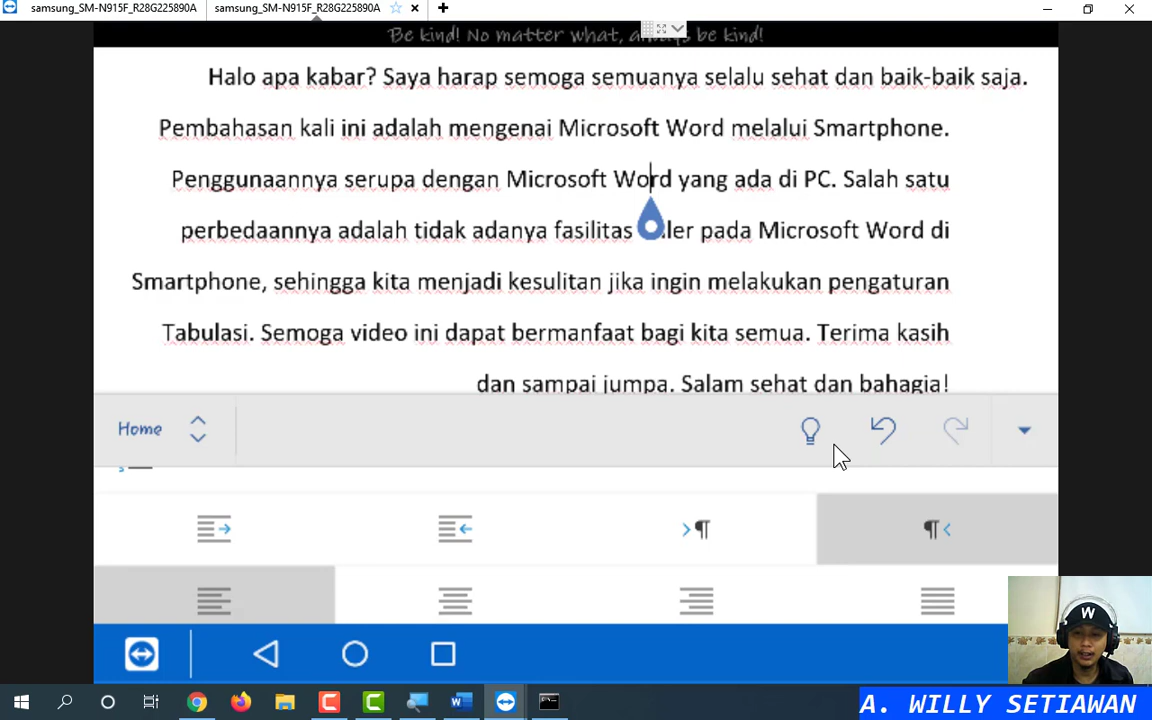 samsung_SM-N915F_R28G225890A samsung_SM-N915F_R28G225890A
Be kind! No matter what, always be kind!
Halo apa kabar? Saya harap semoga semuanya selalu sehat dan baik-baik saja.
Pembahasan kali ini adalah mengenai Microsoft Word melalui Smartphone.
Penggunaannya serupa dengan Microsoft Word yang ada di PC. Salah satu
perbedaannya adalah tidak adanya fasilitas ler pada Microsoft Word di
Smartphone, sehingga kita menjadi kesulitan jika ingin melakukan pengaturan
Tabulasi. Semoga video ini dapat bermanfaat bagi kita semua. Terima kasih
dan sampai jumpa. Salam sehat dan bahagia!
Home
W
A. WILLY SETIAWAN